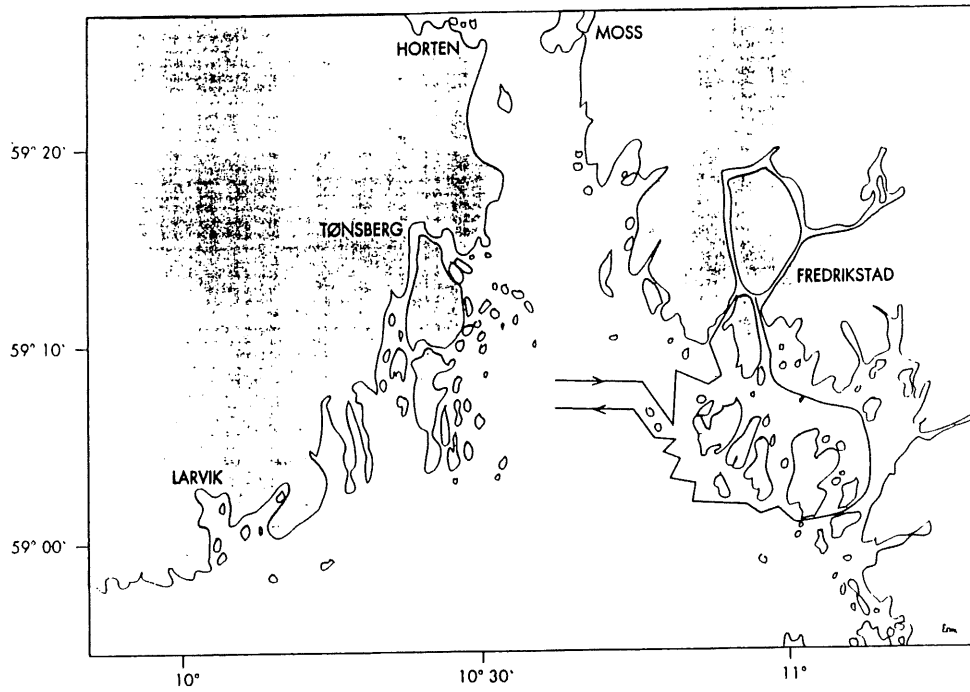 HORTEN
MOSS
59° 20'
TØNSBERG
FREDRIKSTAD
59° 10'
LARVIK
59° 00'
10°
10° 30'
11°